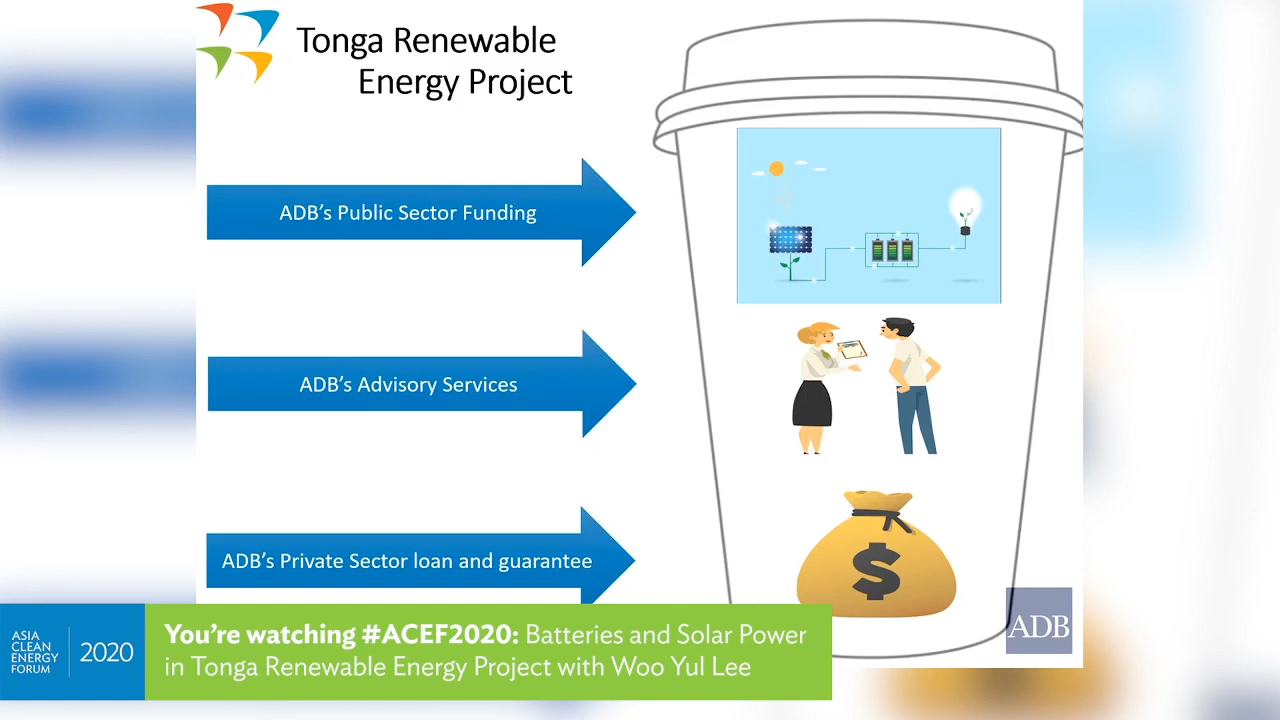 Tonga Renewable
Energy Project
ADB's Public Sector Funding
ADB's Advisory Services
ADB's Private Sector loan and guarantee
$
ADB
ASIA
CLEAN
ENERGY
FORUM
2020
You're watching #ACEF2020: Batteries and Solar Power
in Tonga Renewable Energy Project with Woo Yul Lee